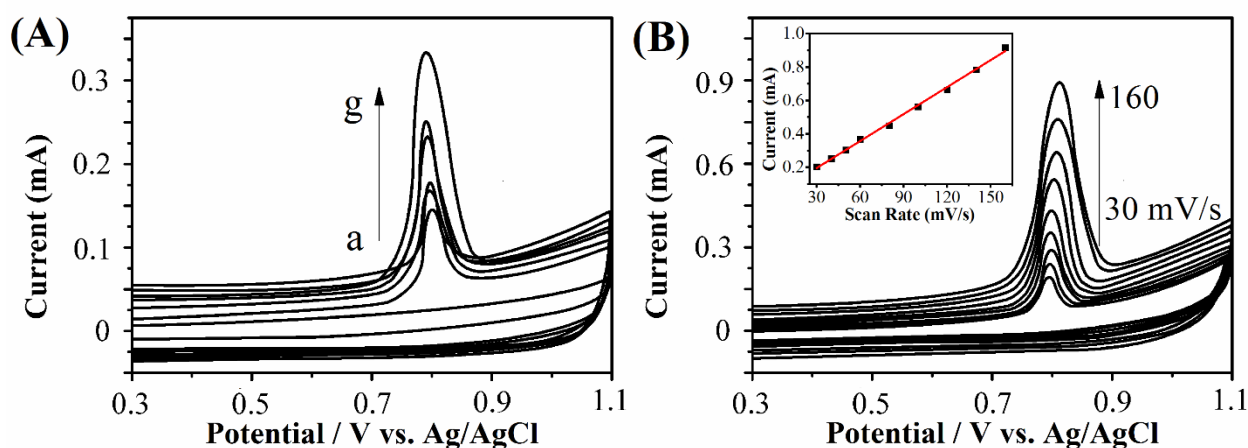 (A)
g
a
0.3
0.2
0.1
0
Current (mA)
0.3 0.5 0.7 0.9 1.1
Potential / V vs. Ag/AgCl
(B)
160
30 mV/s
0.9
0.6
0.3
0
Current (mA)
0.3 0.5 0.7 0.9 1.1
Potential / V vs. Ag/AgCl
1.0
0.8
0.6
0.4
0.2
Current (mA)
30 60 90 120 150
Scan Rate (mV/s)